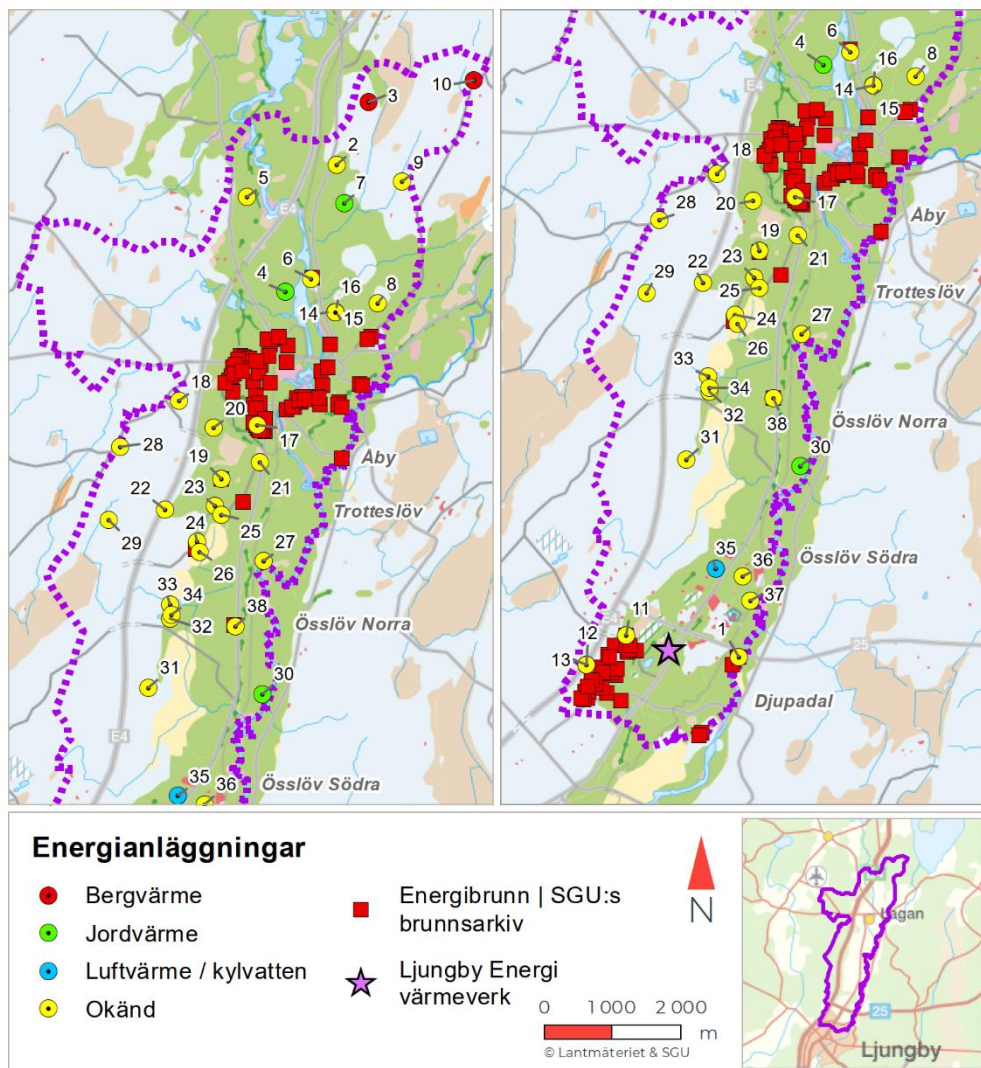 10
3
2
9
7
5
E4
6
4
16
8
14
15
18
20
17
28
Åby
19
21
22
23
Trotteslöv
24
25
29
26
27
33
34
38
Össlöv Norra
32
31
30
E4
35
36
Össlöv Södra
6
4
16
8
E4
14
15
18
17
20
Åby
28
19
21
22
23
29
Trotteslöv
25
24
27
26
33
34
Össlöv Norra
32
38
31
30
35
36
Össlöv Södra
37
E4
11
1
12
25
13
Djupadal
Energianläggningar
Bergvärme
Jordvärme
Luftvärme / kylvatten
Okänd
Energibrunn | SGU:s
brunnsarkiv
Ljungby Energi
värmeverk
N
0 1 000 2 000
m
© Lantmäteriet & SGU
Lagan
25
Ljungby